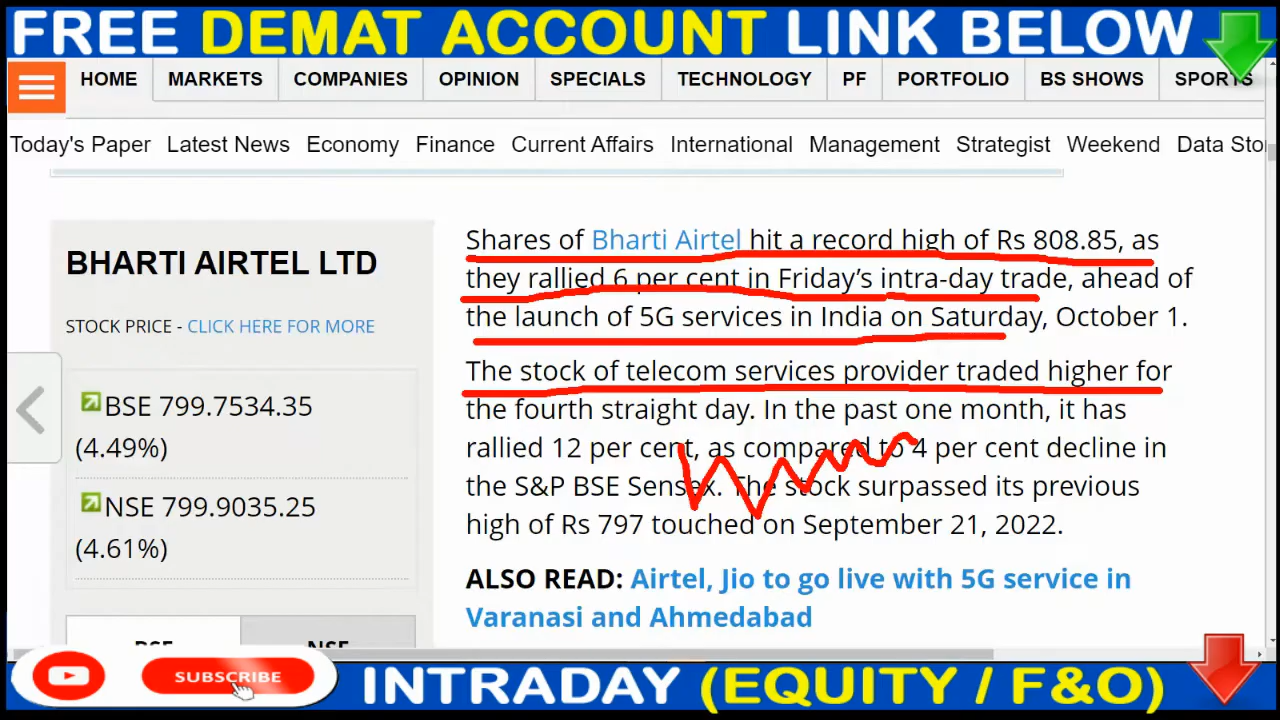 FREE DEMAT ACCOUNT LINK BELOW
HOME MARKETS COMPANIES OPINION SPECIALS TECHNOLOGY PF PORTFOLIO BS SHOWS SPORTS
Today's Paper Latest News Economy Finance Current Affairs International Management Strategist Weekend Data Sto
BHARTI AIRTEL LTD
STOCK PRICE - CLICK HERE FOR MORE
BSE 799.7534.35
(4.49%)
NSE 799.9035.25
(4.61%)
BSE NSE
Shares of Bharti Airtel hit a record high of Rs 808.85, as
they rallied 6 per cent in Friday’s intra-day trade, ahead of
the launch of 5G services in India on Saturday, October 1.
The stock of telecom services provider traded higher for
the fourth straight day. In the past one month, it has
rallied 12 per cent, as compared to 4 per cent decline in
the S&P BSE Sensex. The stock surpassed its previous
high of Rs 797 touched on September 21, 2022.
ALSO READ: Airtel, Jio to go live with 5G service in
Varanasi and Ahmedabad
SUBSCRIBE
INTRADAY (EQUITY / F&O)